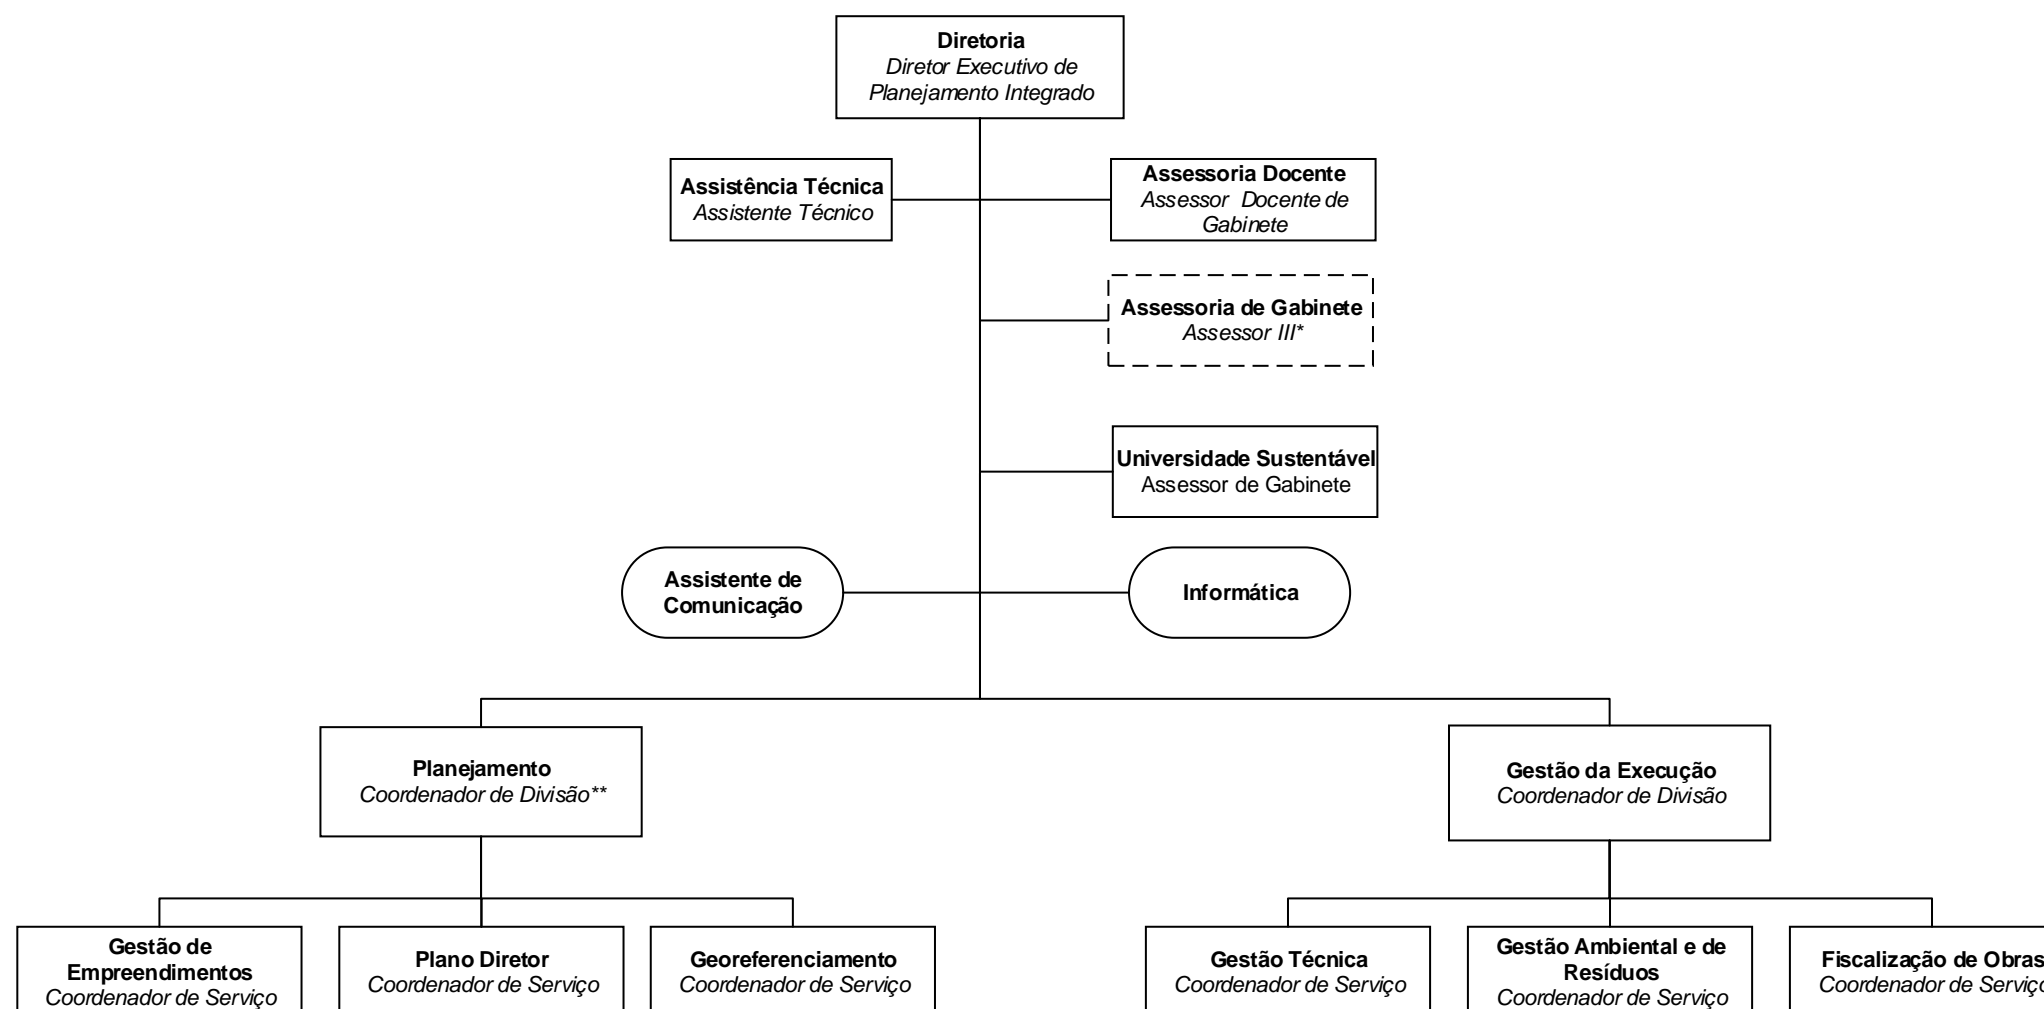 Diretoria
Diretor Executivo de
Planejamento Integrado
Assistência Técnica
Assistente Técnico
Assessoria Docente
Assessor Docente de
Gabinete
Assessoria de Gabinete
Assessor III*
Universidade Sustentável
Assessor de Gabinete
Assistente de
Comunicação
Informática
Planejamento
Coordenador de Divisão**
Gestão da Execução
Coordenador de Divisão
Gestão de
Empreendimentos
Coordenador de Serviço
Plano Diretor
Coordenador de Serviço
Georeferenciamento
Coordenador de Serviço
Gestão Técnica
Coordenador de Serviço
Gestão Ambiental e de
Resíduos
Coordenador de Serviço
Fiscalização de Obras
Coordenador de Serviço